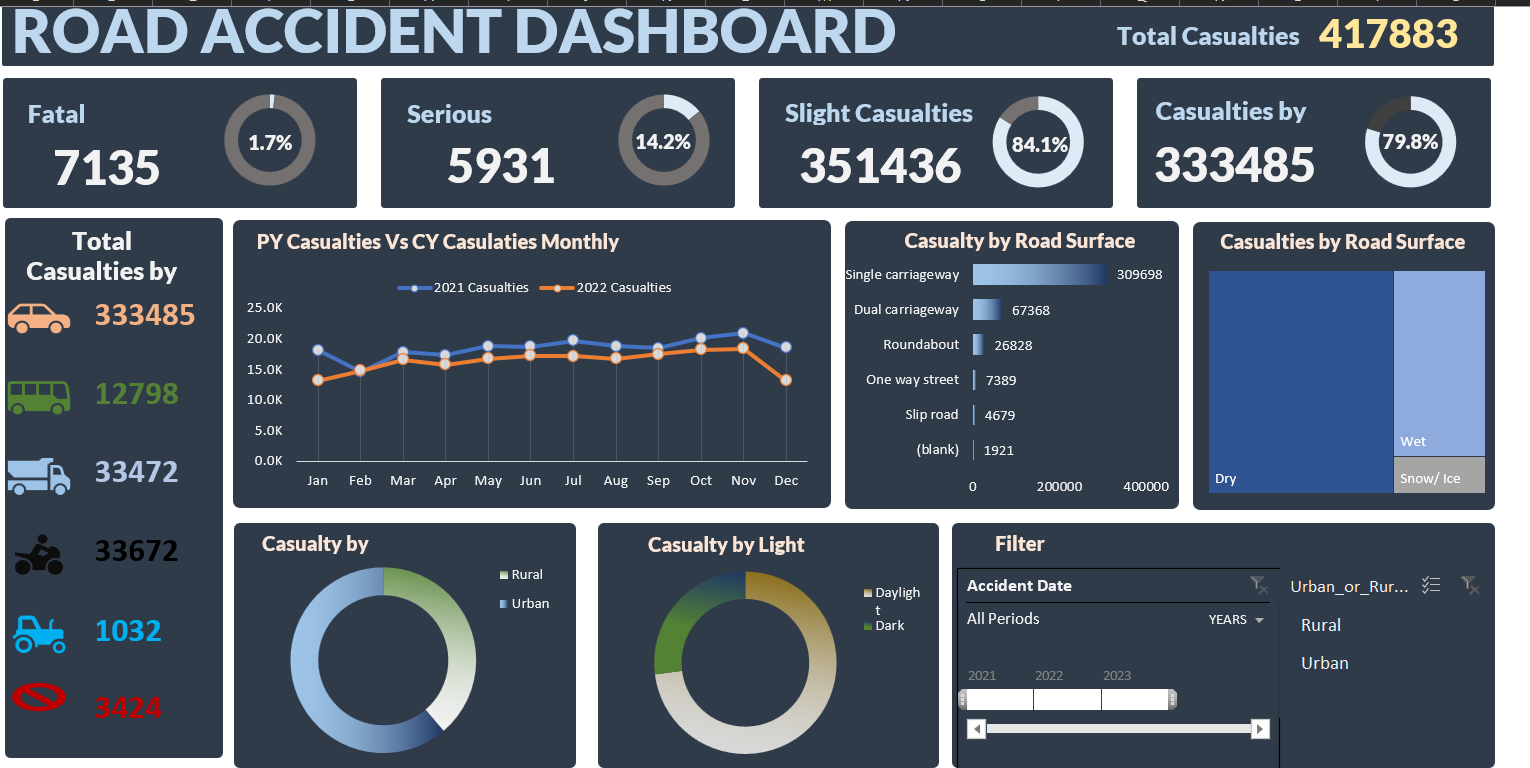 ROAD ACCIDENT DASHBOARD
Total Casualties 417883
Fatal
7135
1.7%
Serious
5931
14.2%
Slight Casualties
351436
84.1%
Casualties by
333485
79.8%
Total
Casualties by
333485
12798
33472
33672
1032
3424
PY Casualties Vs CY Casulaties Monthly
2021 Casualties 2022 Casualties
25.0K
20.0K
15.0K
10.0K
5.0K
0.0K
Jan Feb Mar Apr May Jun Jul Aug Sep Oct Nov Dec
Casualty by Road Surface
Single carriageway 309698
Dual carriageway 67368
Roundabout 26828
One way street 7389
Slip road 4679
(blank) 1921
0 200000 400000
Casualties by Road Surface
Dry
Wet
Snow/ Ice
Casualty by
Rural
Urban
Casualty by Light
Dayligh
t
Dark
Filter
Accident Date
All Periods YEARS
2021 2022 2023
Urban_or_Rur...
Rural
Urban